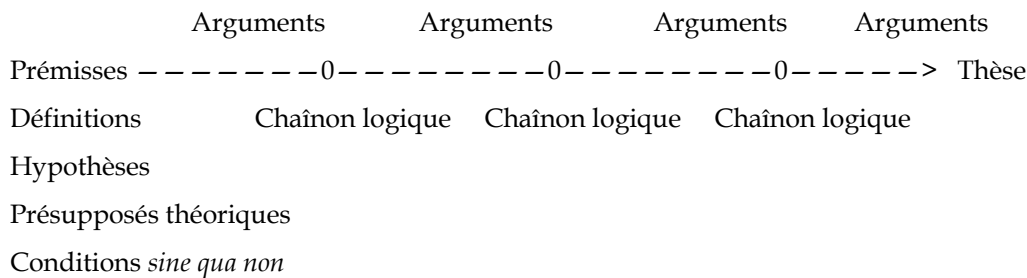 Arguments Arguments Arguments Arguments
Prémisses — — — — — — —0— — — — — — — —0— — — — — — — —0— — — — —> Thèse
Définitions Chaînon logique Chaînon logique Chaînon logique
Hypothèses
Présupposés théoriques
Conditions sine qua non